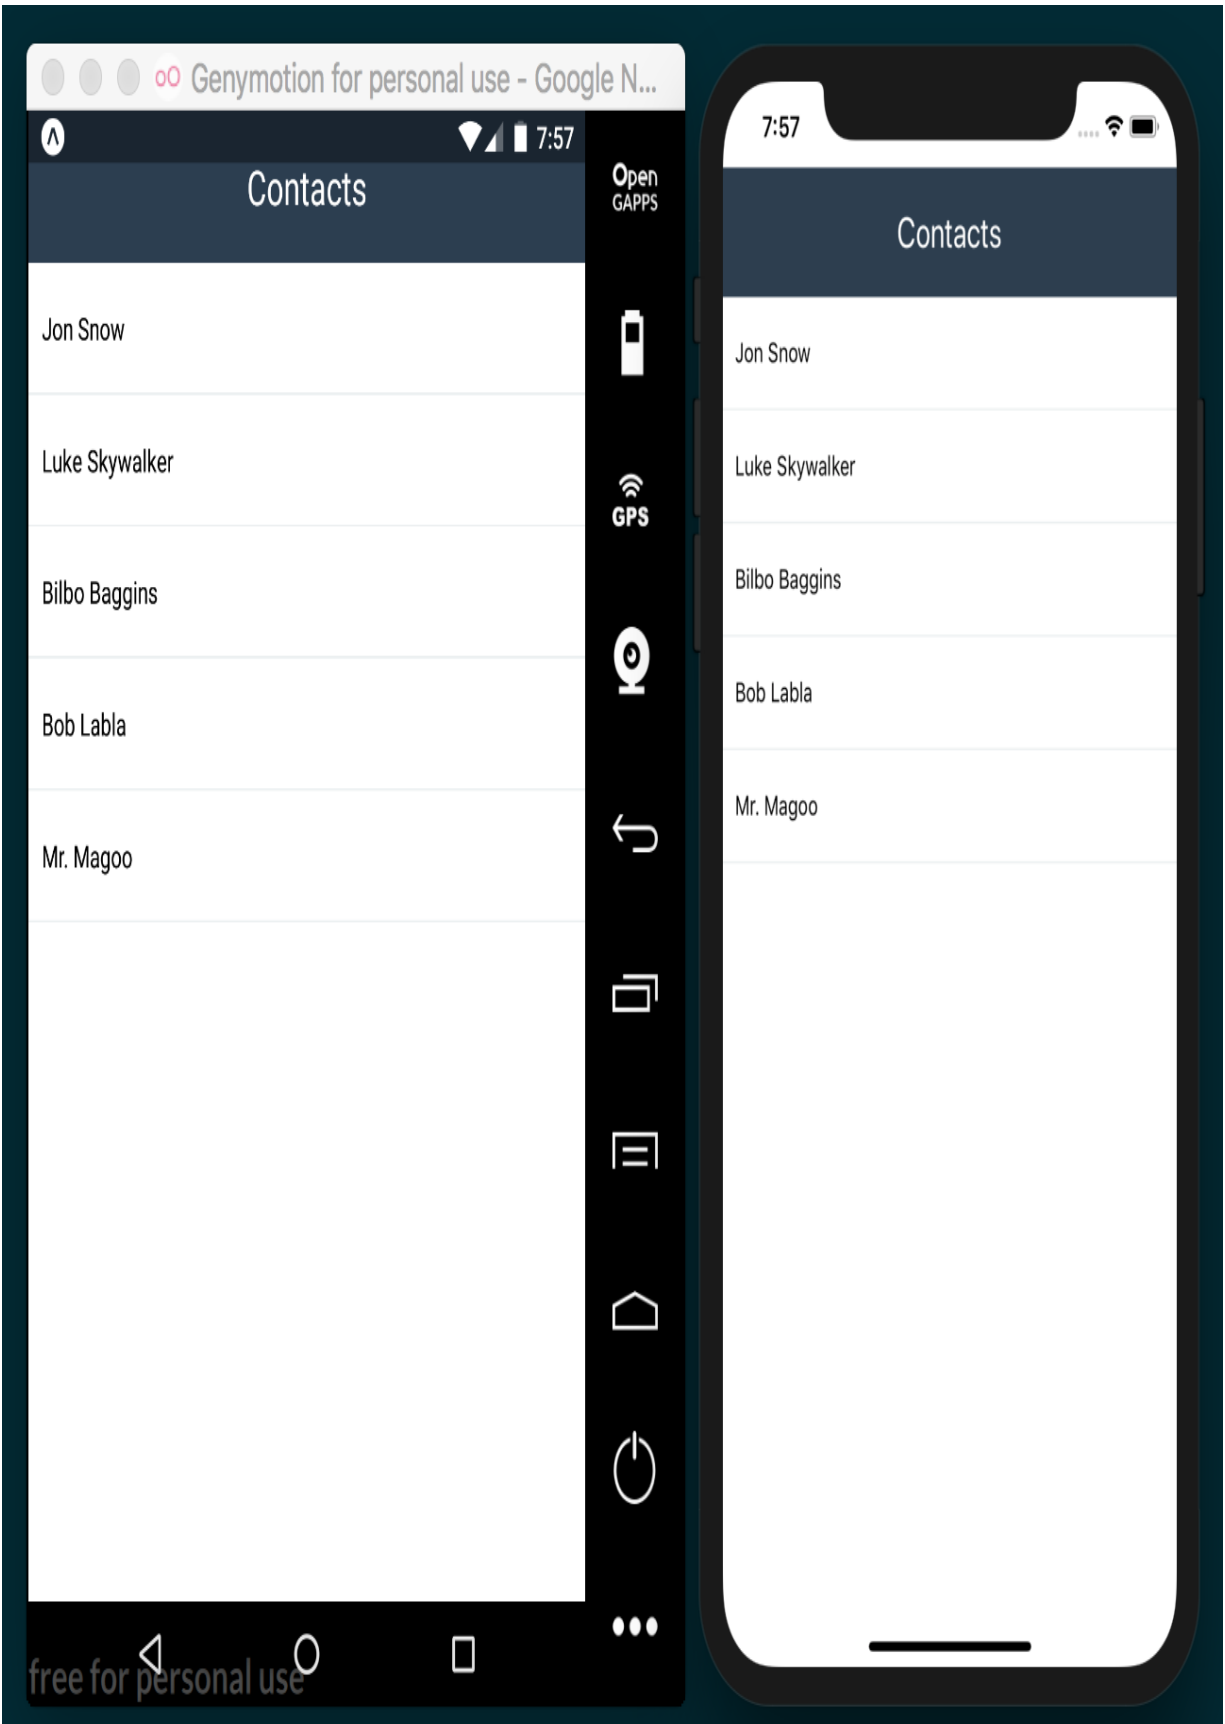 Genymotion for personal use - Google N...
7:57
Contacts
Jon Snow
Luke Skywalker
Bilbo Baggins
Bob Labla
Mr. Magoo
free for personal use
Open
GAPPS
GPS
7:57
Contacts
Jon Snow
Luke Skywalker
Bilbo Baggins
Bob Labla
Mr. Magoo